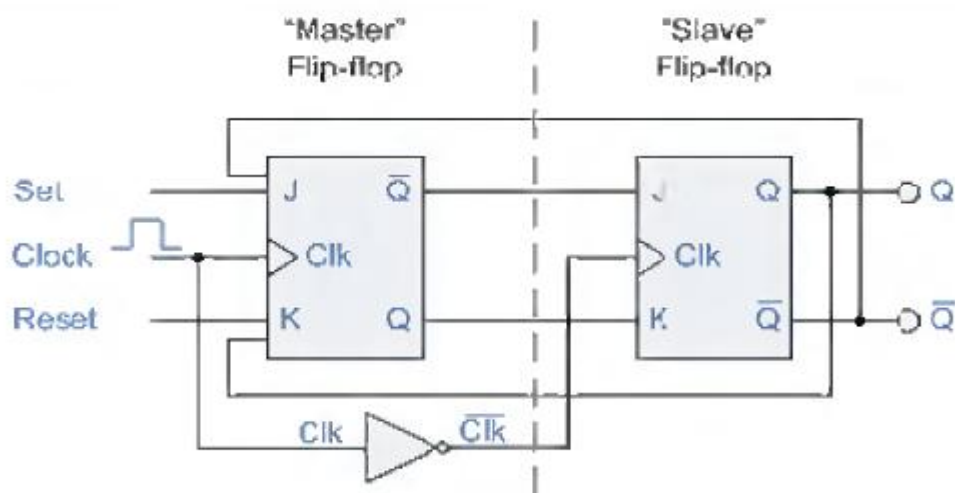 "Master"
Flip-flop
"Slave"
Flip-flop
Set
J
Q̅
J
Q
Q
Clock
Clk
Clk
Reset
K
Q
K
Q̅
Q̅
Clk
C̅l̅k̅